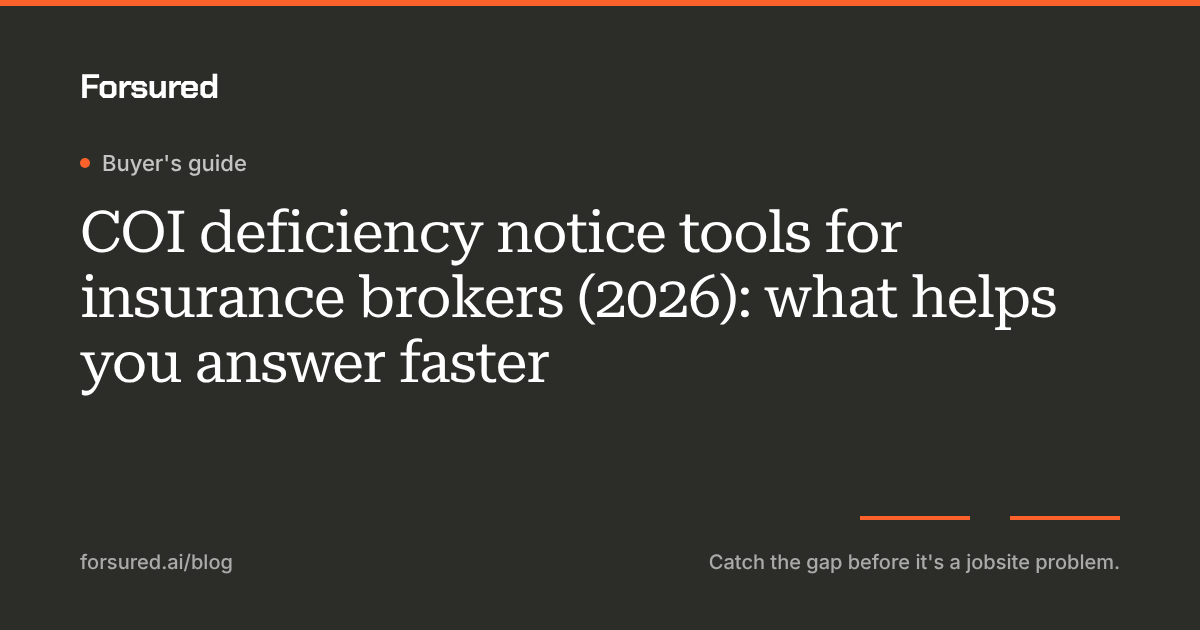 Forsured
Buyer's guide
COI deficiency notice tools for
insurance brokers (2026): what helps
you answer faster
forsured.ai/blog
Catch the gap before it's a jobsite problem.